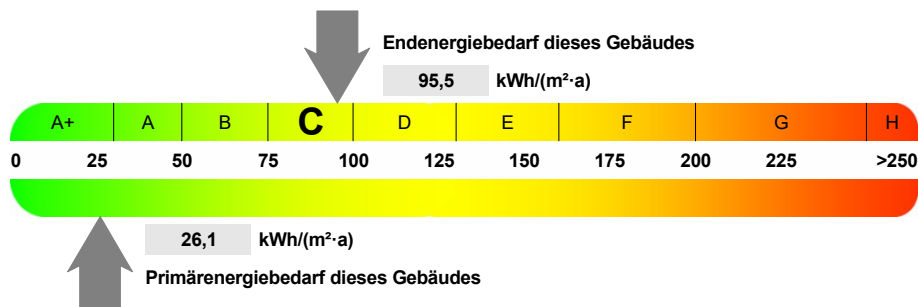 Endenergiebedarf dieses Gebäudes
95,5 kWh/(m²·a)
A+ A B C D E F G H
0 25 50 75 100 125 150 175 200 225 >250
26,1 kWh/(m²·a)
Primärenergiebedarf dieses Gebäudes